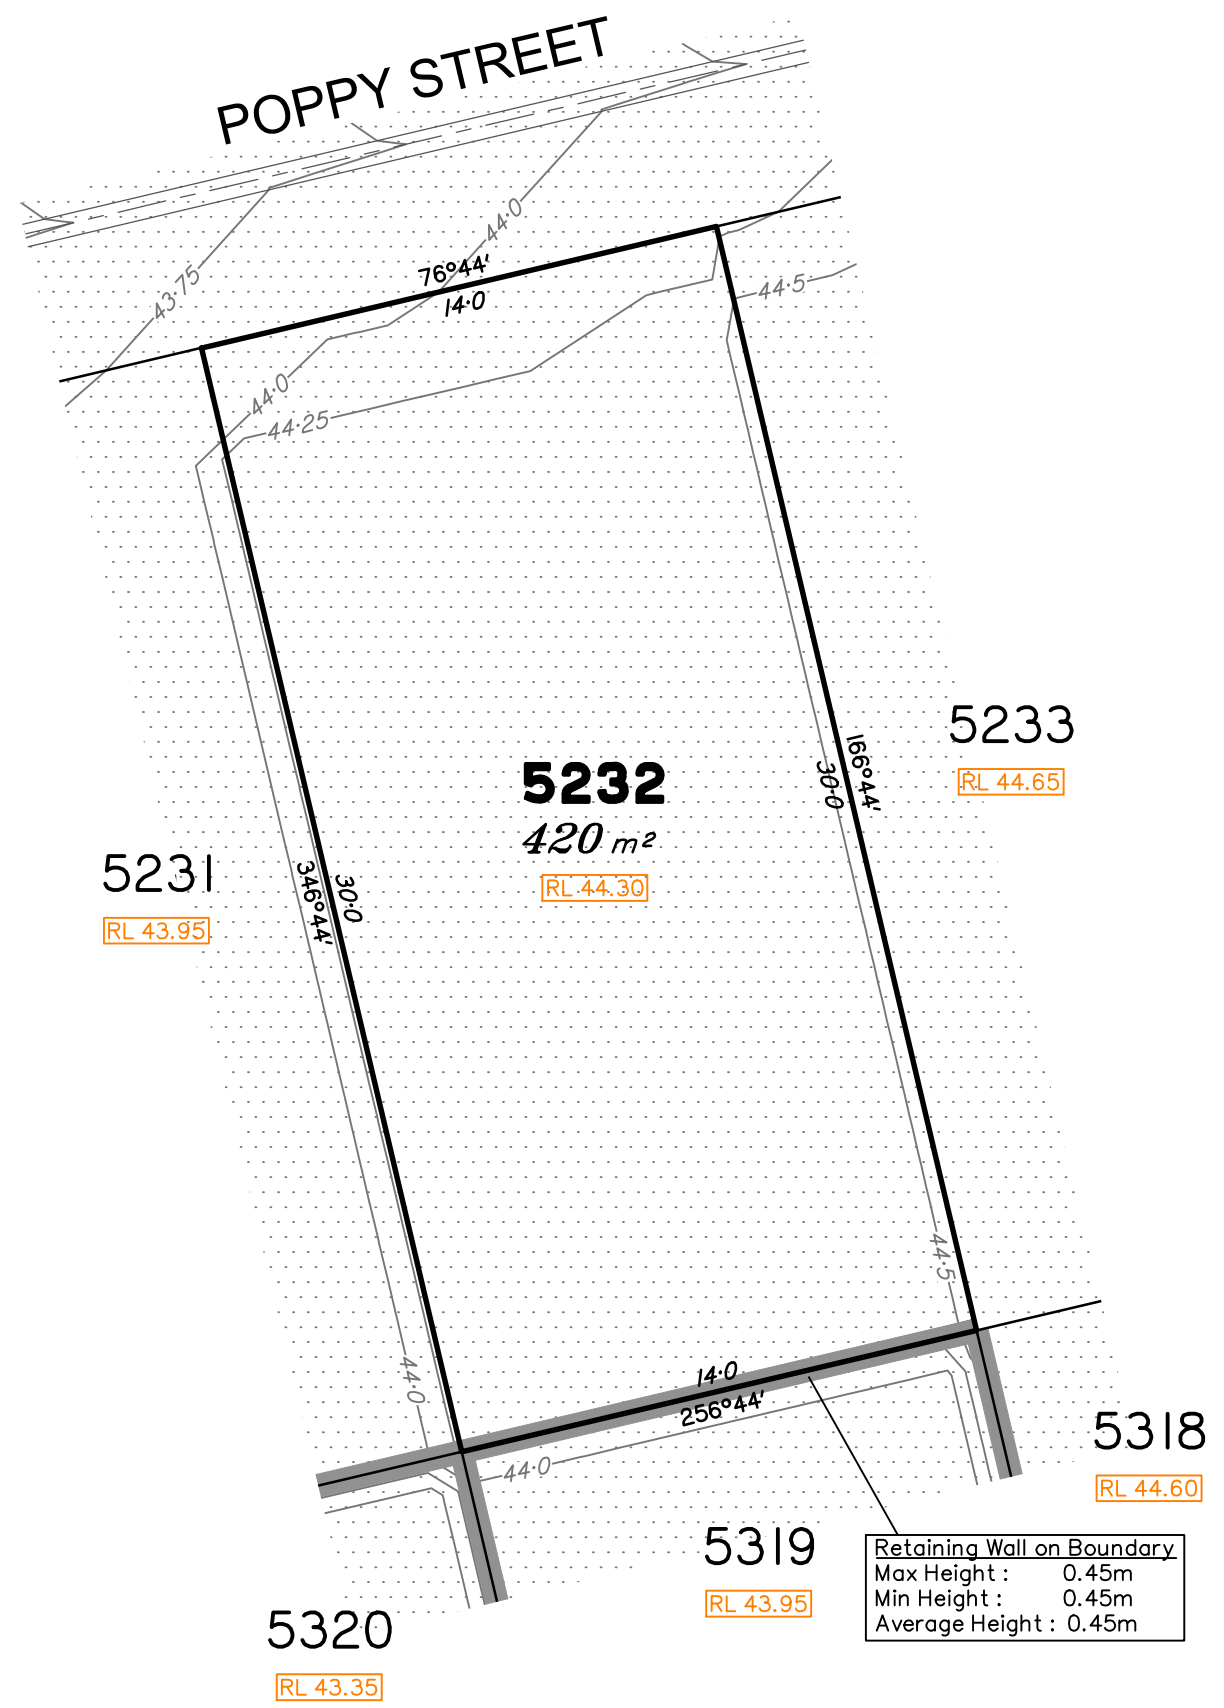 POPPY STREET
44·0
76°44'
43·75
44·5
14·0
44·0
44·25
5233
166°44'
30·0
RL 44.65
5232
420 m²
RL 44.30
5231
346°44'
30·0
RL 43.95
44·5
44·0
14·0
256°44'
44·0
5318
RL 44.60
5319
RL 43.95
Retaining Wall on Boundary
Max Height : 0.45m
Min Height : 0.45m
Average Height : 0.45m
5320
RL 43.35